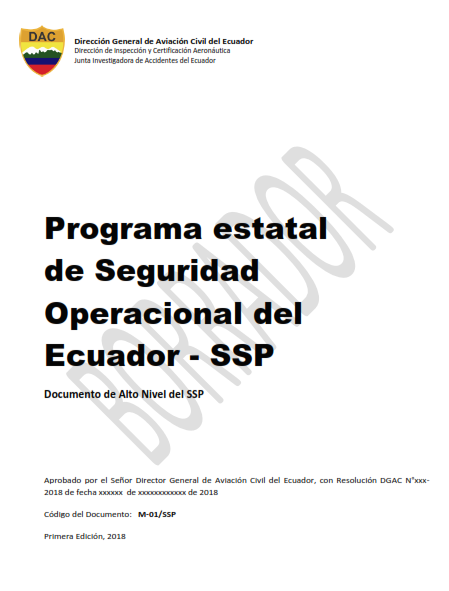 DAC
Dirección General de Aviación Civil del Ecuador
Dirección de Inspección y Certificación Aeronáutica
Junta Investigadora de Accidentes del Ecuador
BORRADOR
Programa estatal
de Seguridad
Operacional del
Ecuador - SSP
Documento de Alto Nivel del SSP
Aprobado por el Señor Director General de Aviación Civil del Ecuador, con Resolución DGAC N°xxx-
2018 de fecha xxxxxx de xxxxxxxxxxxx de 2018
Código del Documento: M-01/SSP
Primera Edición, 2018